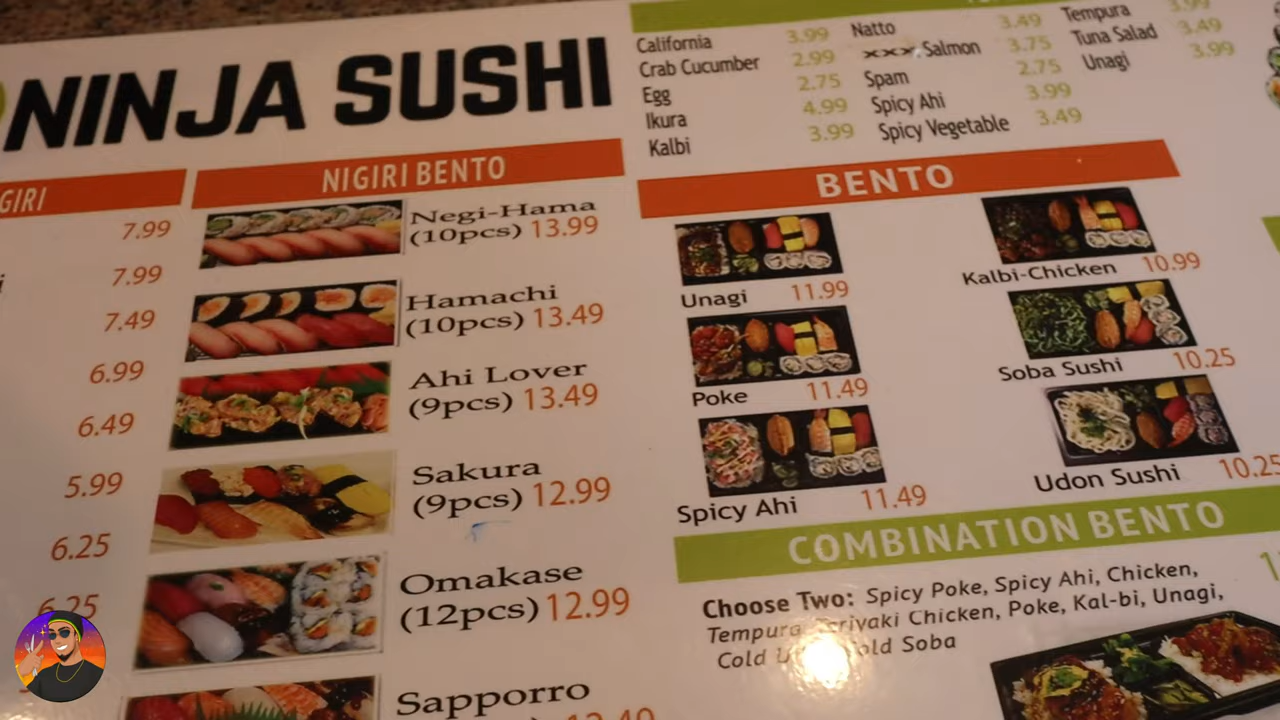 NINJA SUSHI
GIRI
7.99
7.99
7.49
6.99
6.49
5.99
6.25
6.25
NIGIRI BENTO
Negi-Hama
(10pcs) 13.99
Hamachi
(10pcs) 13.49
Ahi Lover
(9pcs) 13.49
Sakura
(9pcs) 12.99
Omakase
(12pcs) 12.99
Sapporro
California 3.99
Crab Cucumber 2.99
Egg 2.75
Ikura 4.99
Kalbi 3.99
Natto 3.49
Salmon 3.75
Spam 2.75
Spicy Ahi 3.99
Spicy Vegetable 3.49
Tempura 3.99
Tuna Salad 3.49
Unagi 3.99
BENTO
Unagi 11.99
Poke 11.49
Spicy Ahi 11.49
Kalbi-Chicken 10.99
Soba Sushi 10.25
Udon Sushi 10.25
COMBINATION BENTO
Choose Two: Spicy Poke, Spicy Ahi, Chicken,
Tempura, Teriyaki Chicken, Poke, Kal-bi, Unagi,
Cold Soba